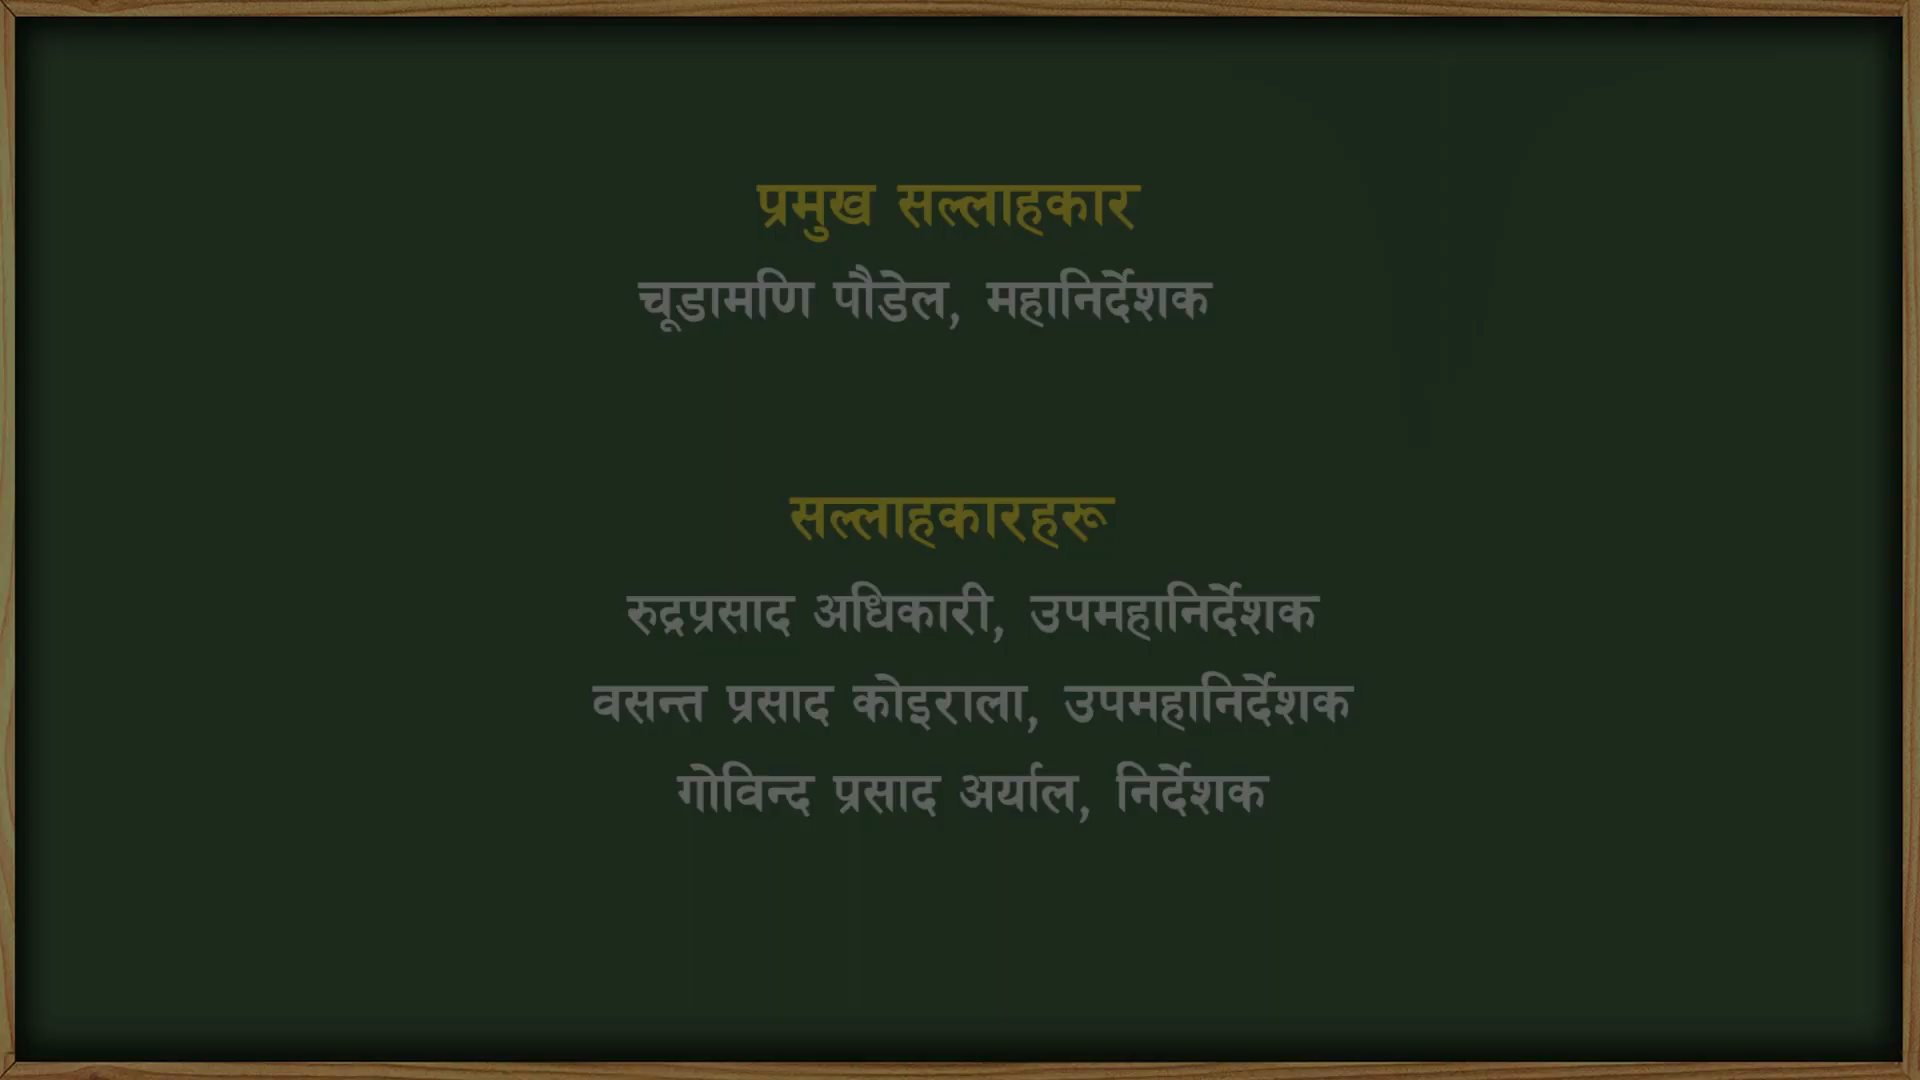 प्रमुख सल्लाहकार
चूडामणि पौडेल, महानिर्देशक
सल्लाहकारहरू
रुद्रप्रसाद अधिकारी, उपमहानिर्देशक
वसन्त प्रसाद कोइराला, उपमहानिर्देशक
गोविन्द प्रसाद अर्याल, निर्देशक